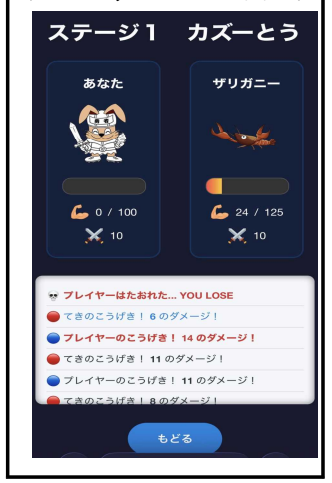 ステージ1 カズーとう
あなた
ザリガニー
0 / 100
24 / 125
10
10
プレイヤーはたおれた... YOU LOSE
てきのこうげき! 6 のダメージ!
プレイヤーのこうげき! 14 のダメージ!
てきのこうげき! 11 のダメージ!
プレイヤーのこうげき! 11 のダメージ!
てきのこうげき! 8 のダメージ!
もどる